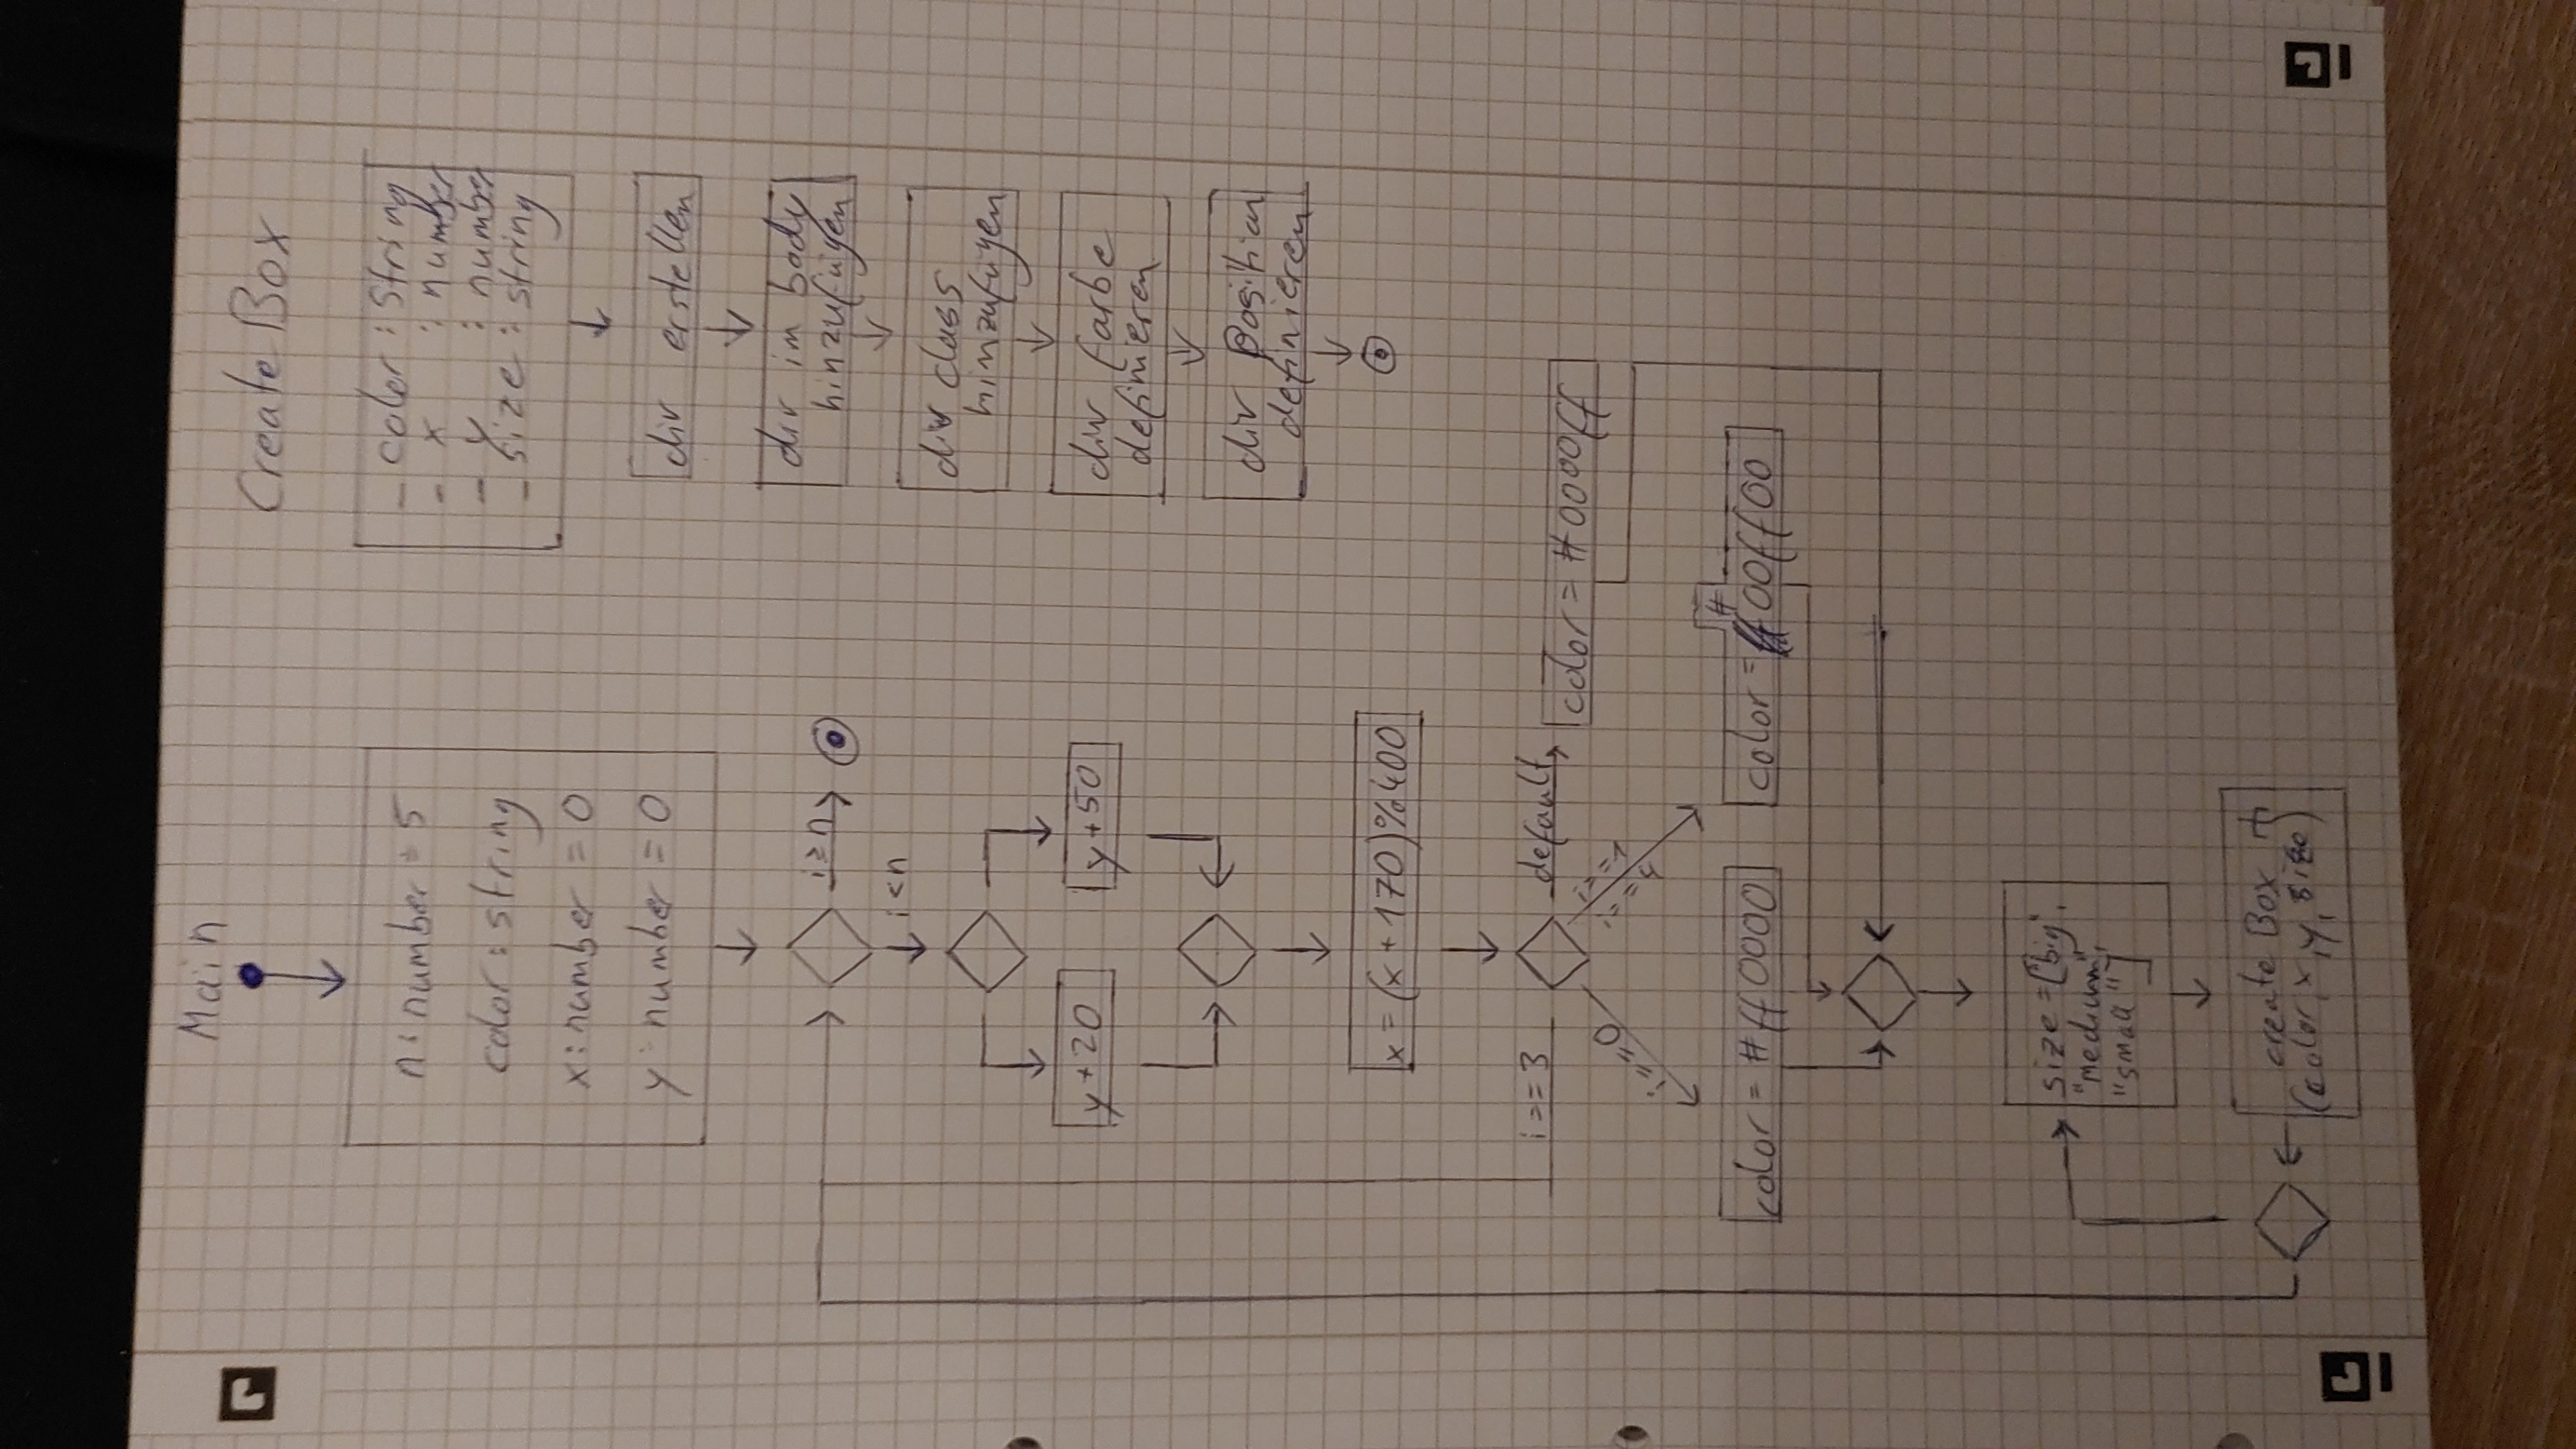 Main
n: number = 5
color: string
x: number = 0
y: number = 0
i≥n
i<n
y+20
y+50
x = (x+170)%400
i==3
default
color = #0000ff
i==0
i==1
i==4
color = #ff0000
#
color = #00ff00
size = ["big",
"medium",
"small"]
create Box
(color, x, y, size)
Create Box
- color : String
- x : number
- y : number
- size : string
div erstellen
div im body
hinzufügen
div class
hinzufügen
div farbe
definieren
div Position
definieren